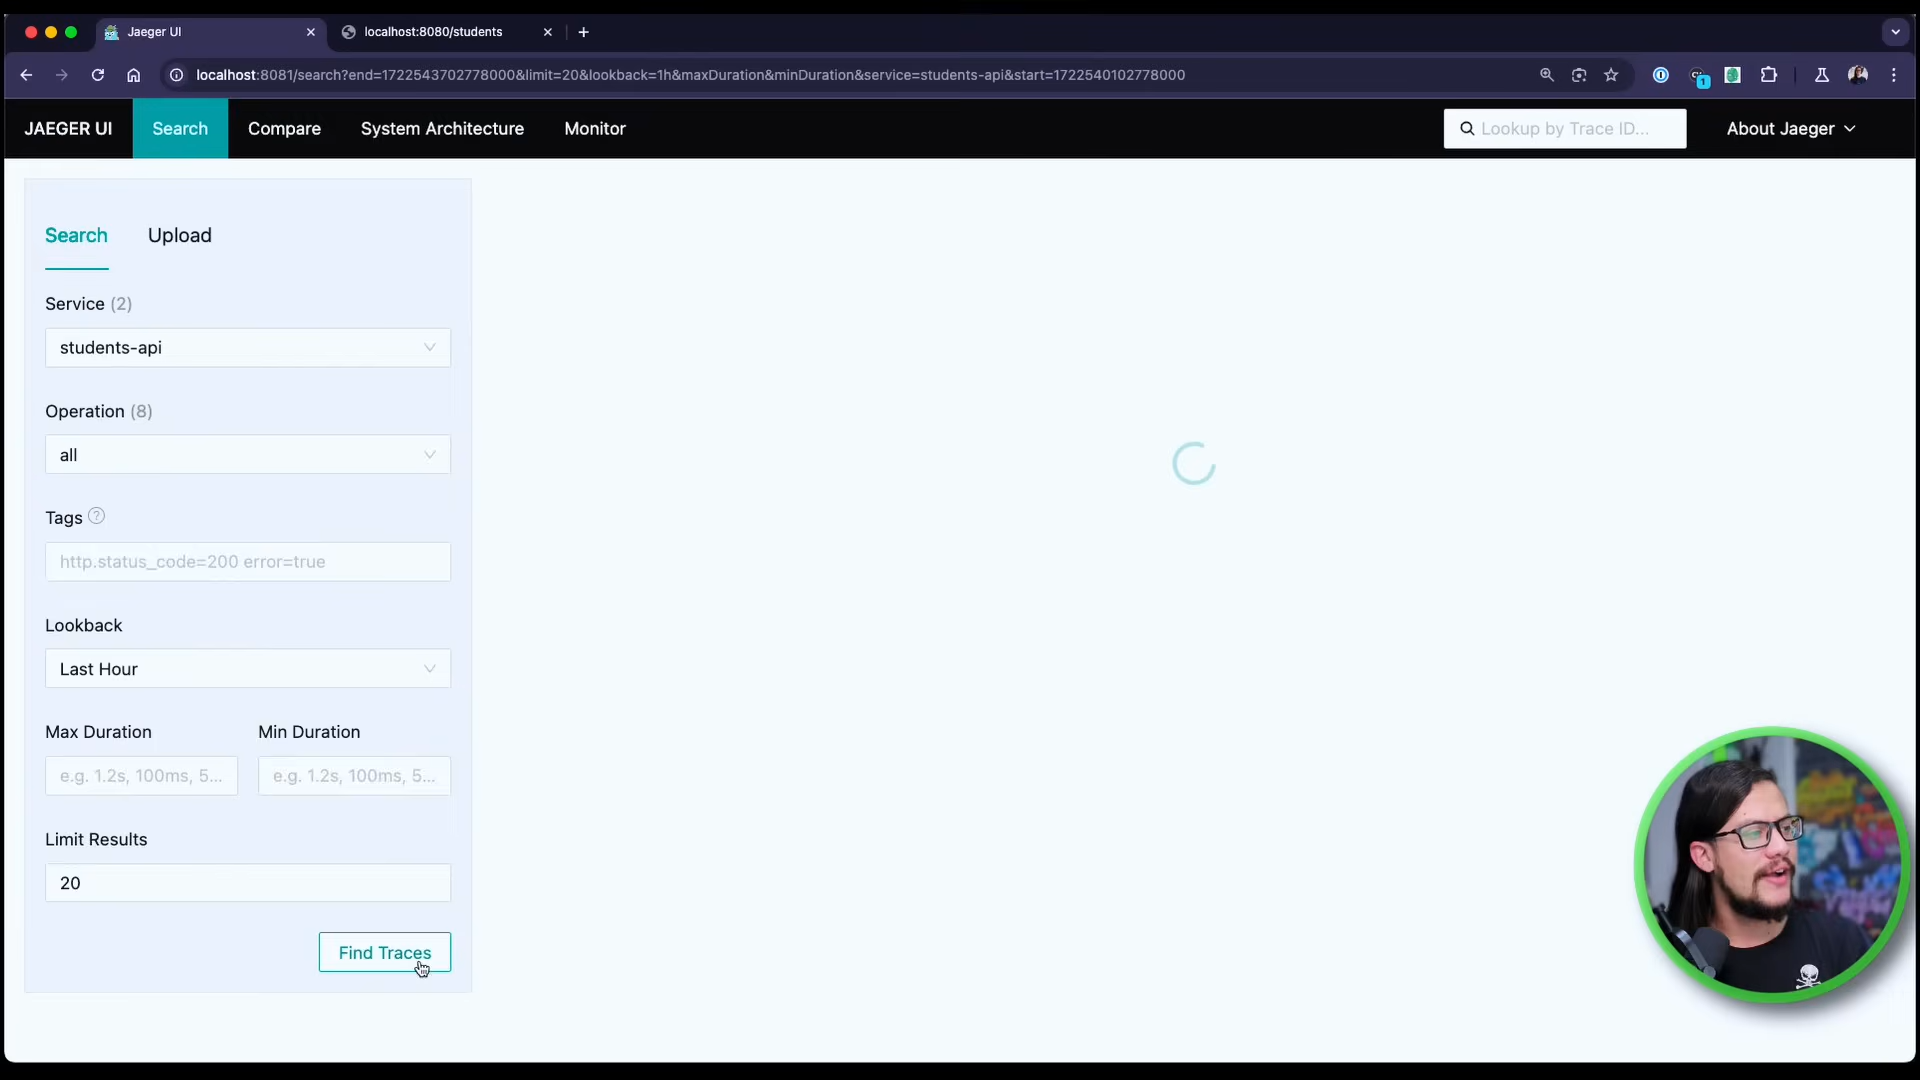 Jaeger UI
localhost:8080/students
localhost:8081/search?end=1722543702778000&limit=20&lookback=1h&maxDuration&minDuration&service=students-api&start=1722540102778000
1
JAEGER UI
Search
Compare
System Architecture
Monitor
Lookup by Trace ID...
About Jaeger
Search
Upload
Service (2)
students-api
Operation (8)
all
Tags ?
http.status_code=200 error=true
Lookback
Last Hour
Max Duration
Min Duration
e.g. 1.2s, 100ms, 5...
e.g. 1.2s, 100ms, 5...
Limit Results
20
Find Traces